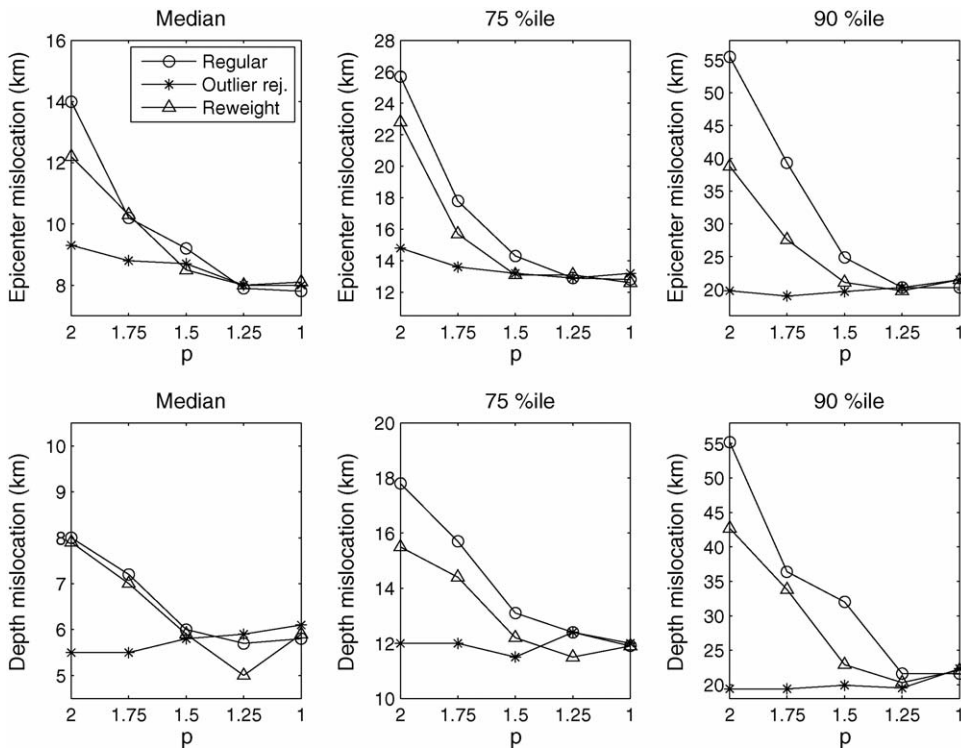 Median
Epicenter mislocation (km)
16
14
12
10
8
Regular
Outlier rej.
Reweight
2 1.75 1.5 1.25 1
p
75 %ile
Epicenter mislocation (km)
28
26
24
22
20
18
16
14
12
2 1.75 1.5 1.25 1
p
90 %ile
Epicenter mislocation (km)
55
50
45
40
35
30
25
20
15
2 1.75 1.5 1.25 1
p
Median
Depth mislocation (km)
10
9
8
7
6
5
2 1.75 1.5 1.25 1
p
75 %ile
Depth mislocation (km)
20
18
16
14
12
10
2 1.75 1.5 1.25 1
p
90 %ile
Depth mislocation (km)
55
50
45
40
35
30
25
20
2 1.75 1.5 1.25 1
p